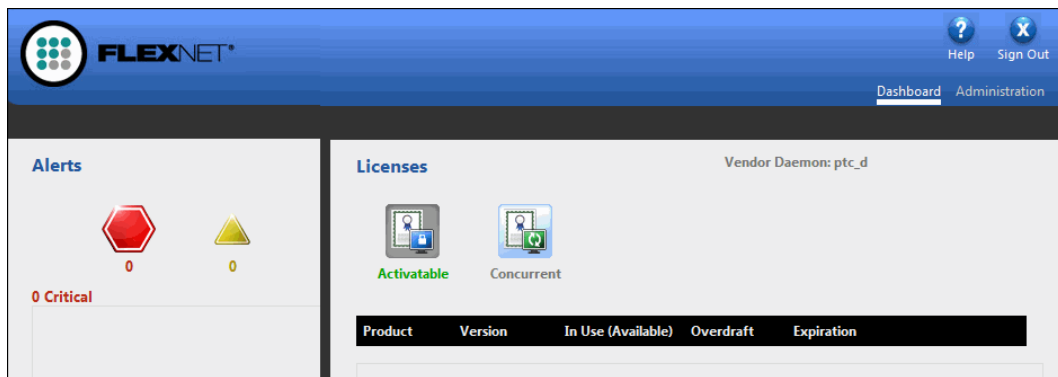 FLEXNET®
Help Sign Out
Dashboard Administration
Alerts
0 0
0 Critical
Licenses
Vendor Daemon: ptc_d
Activatable Concurrent
Product Version In Use (Available) Overdraft Expiration